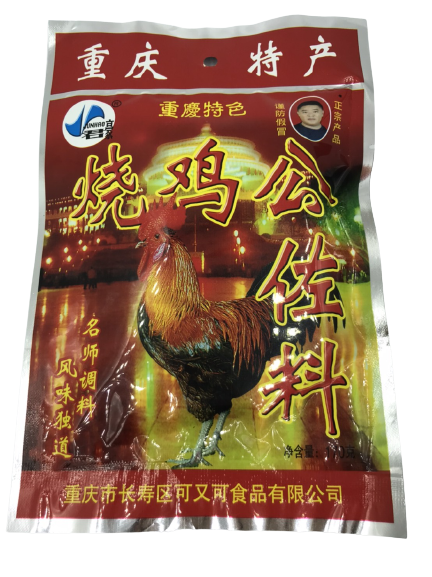 重庆 特产
重慶特色
谨防假冒
正宗产品
烧鸡公
佐料
名师调料
风味独道
净含量:
重庆市长寿区可又可食品有限公司